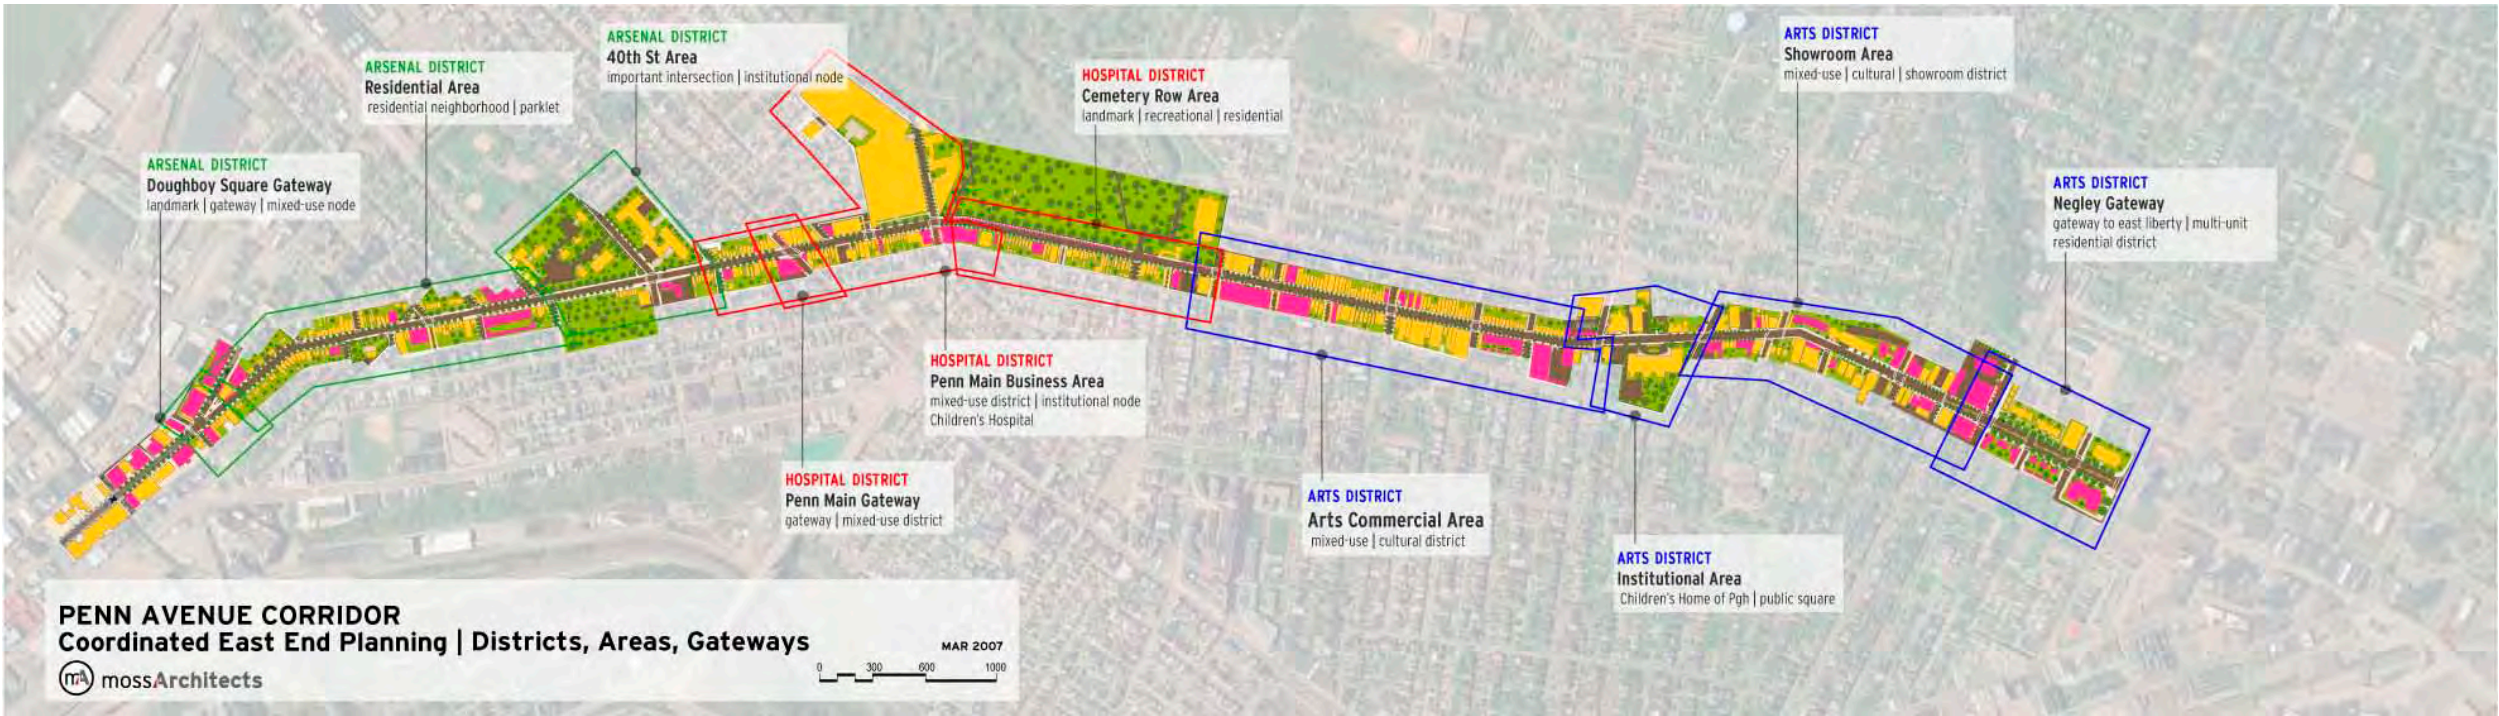 ARSENAL DISTRICT
Doughboy Square Gateway
landmark | gateway | mixed-use node
ARSENAL DISTRICT
Residential Area
residential neighborhood | parklet
ARSENAL DISTRICT
40th St Area
important intersection | institutional node
HOSPITAL DISTRICT
Cemetery Row Area
landmark | recreational | residential
ARTS DISTRICT
Showroom Area
mixed-use | cultural | showroom district
ARTS DISTRICT
Negley Gateway
gateway to east liberty | multi-unit
residential district
HOSPITAL DISTRICT
Penn Main Business Area
mixed-use district | institutional node
Children's Hospital
HOSPITAL DISTRICT
Penn Main Gateway
gateway | mixed-use district
ARTS DISTRICT
Arts Commercial Area
mixed-use | cultural district
ARTS DISTRICT
Institutional Area
Children's Home of Pgh | public square
PENN AVENUE CORRIDOR
Coordinated East End Planning | Districts, Areas, Gateways
MAR 2007
0 300 600 1000
mA mossArchitects